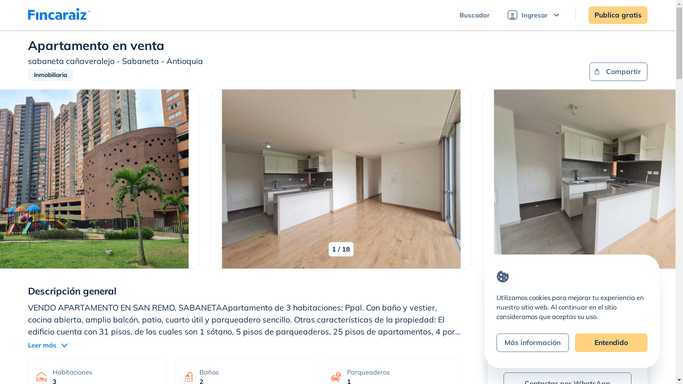 Fincaraiz
Buscador
Ingresar
Publica gratis
Apartamento en venta
sabaneta cañaveralejo - Sabaneta - Antioquia
Inmobiliaria
Compartir
1 / 18
Descripción general
VENDO APARTAMENTO EN SAN REMO, SABANETAApartamento de 3 habitaciones: Ppal. Con baño y vestier,
cocina abierta, amplio balcón, patio, cuarto útil y parqueadero sencillo. Otras características de la propiedad: El
edificio cuenta con 31 pisos, de los cuales son 1 sótano, 5 pisos de parqueaderos, 25 pisos de apartamentos, 4 por...
Leer más
Habitaciones
3
Baños
2
Parqueaderos
1
Utilizamos cookies para mejorar tu experiencia en
nuestro sitio web. Al continuar en el sitio
consideramos que aceptas su uso.
Más información
Entendido
Contactar por WhatsApp